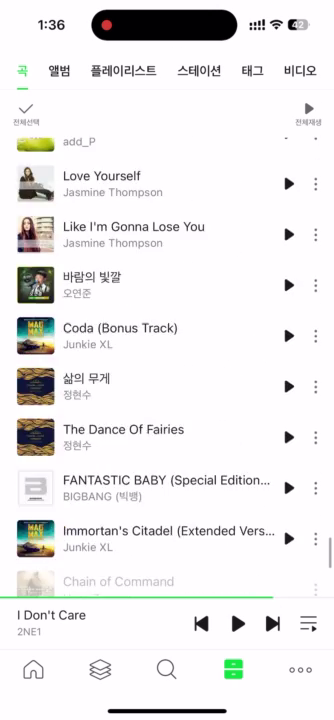 1:36
42
곡 앨범 플레이리스트 스테이션 태그 비디오
전체선택 전체재생
add_P
Love Yourself
Jasmine Thompson
Like I'm Gonna Lose You
Jasmine Thompson
바람의 빛깔
오연준
Coda (Bonus Track)
Junkie XL
삶의 무게
정현수
The Dance Of Fairies
정현수
FANTASTIC BABY (Special Edition...
BIGBANG (빅뱅)
Immortan's Citadel (Extended Vers...
Junkie XL
Chain of Command
I Don't Care
2NE1